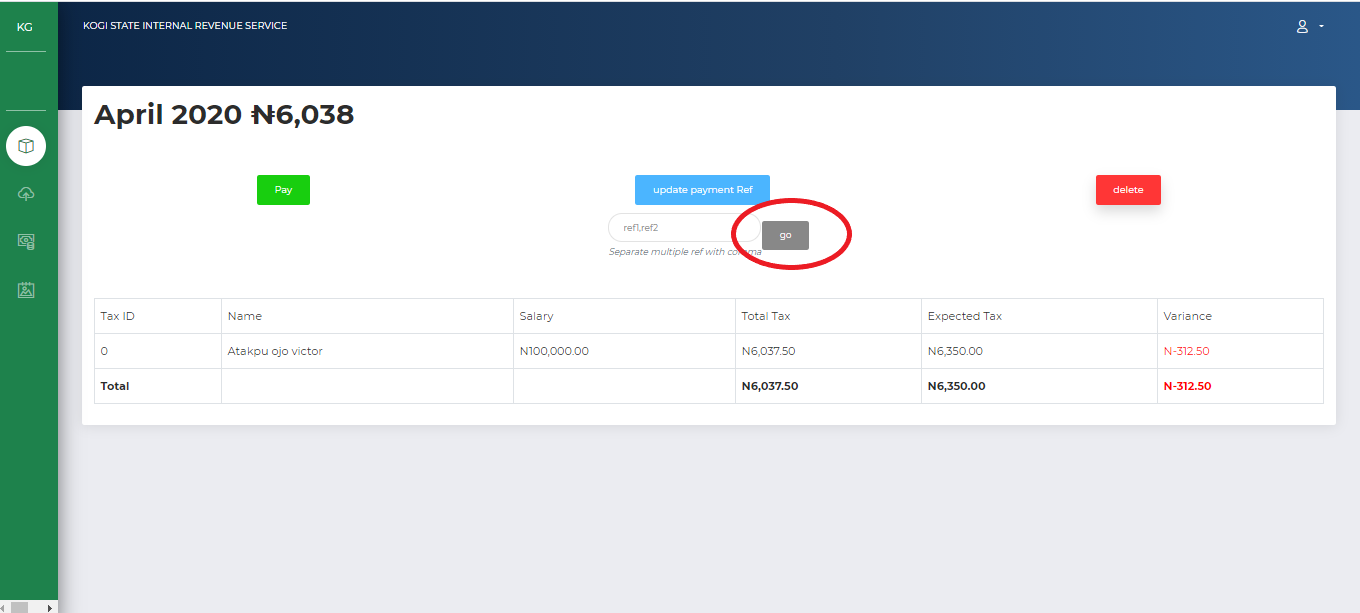 KG
KOGI STATE INTERNAL REVENUE SERVICE
April 2020 ₦6,038
Pay
update payment Ref
delete
ref1,ref2
go
Separate multiple ref with comma
Tax ID Name Salary Total Tax Expected Tax Variance
0 Atakpu ojo victor N100,000.00 N6,037.50 N6,350.00 N-312.50
Total N6,037.50 N6,350.00 N-312.50